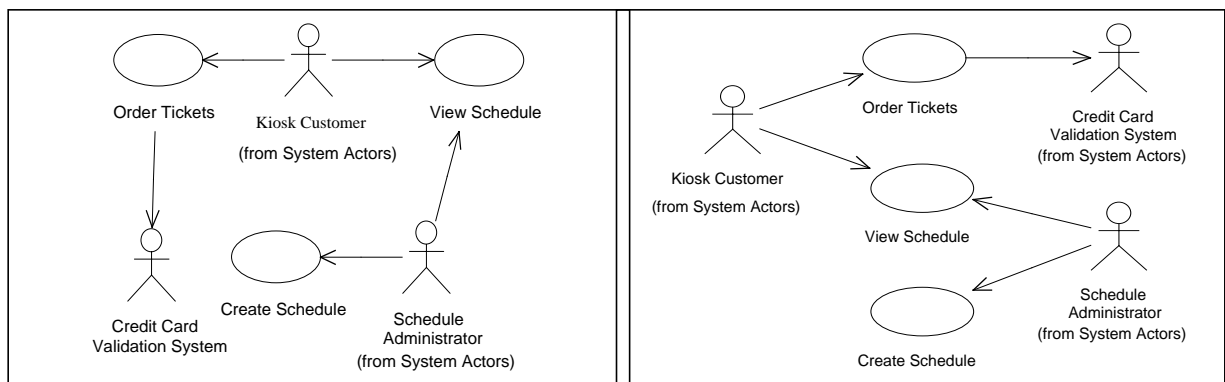 Order Tickets
Kiosk Customer
(from System Actors)
View Schedule
Create Schedule
Credit Card
Validation System
Schedule
Administrator
(from System Actors)
Order Tickets
Credit Card
Validation System
(from System Actors)
Kiosk Customer
(from System Actors)
View Schedule
Schedule
Administrator
(from System Actors)
Create Schedule